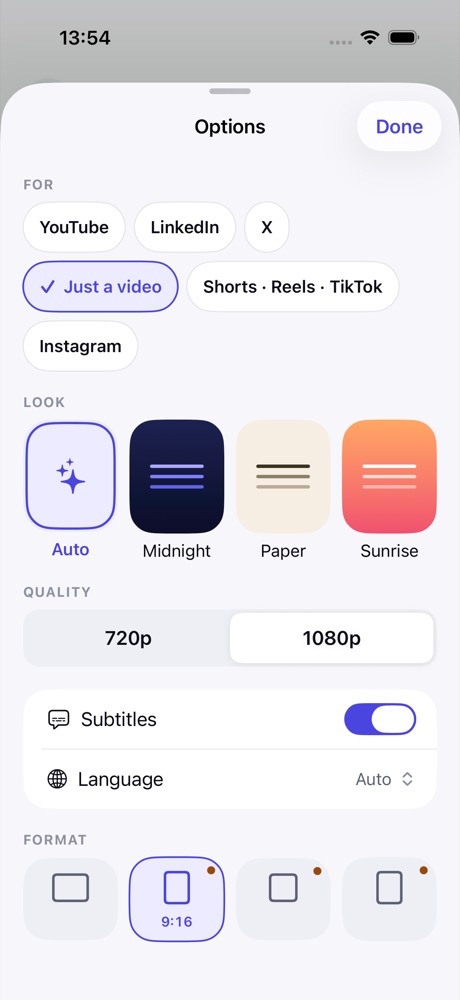 13:54
Options
Done
FOR
YouTube
LinkedIn
X
Just a video
Shorts · Reels · TikTok
Instagram
LOOK
Auto
Midnight
Paper
Sunrise
QUALITY
720p
1080p
Subtitles
Language
Auto
FORMAT
9:16